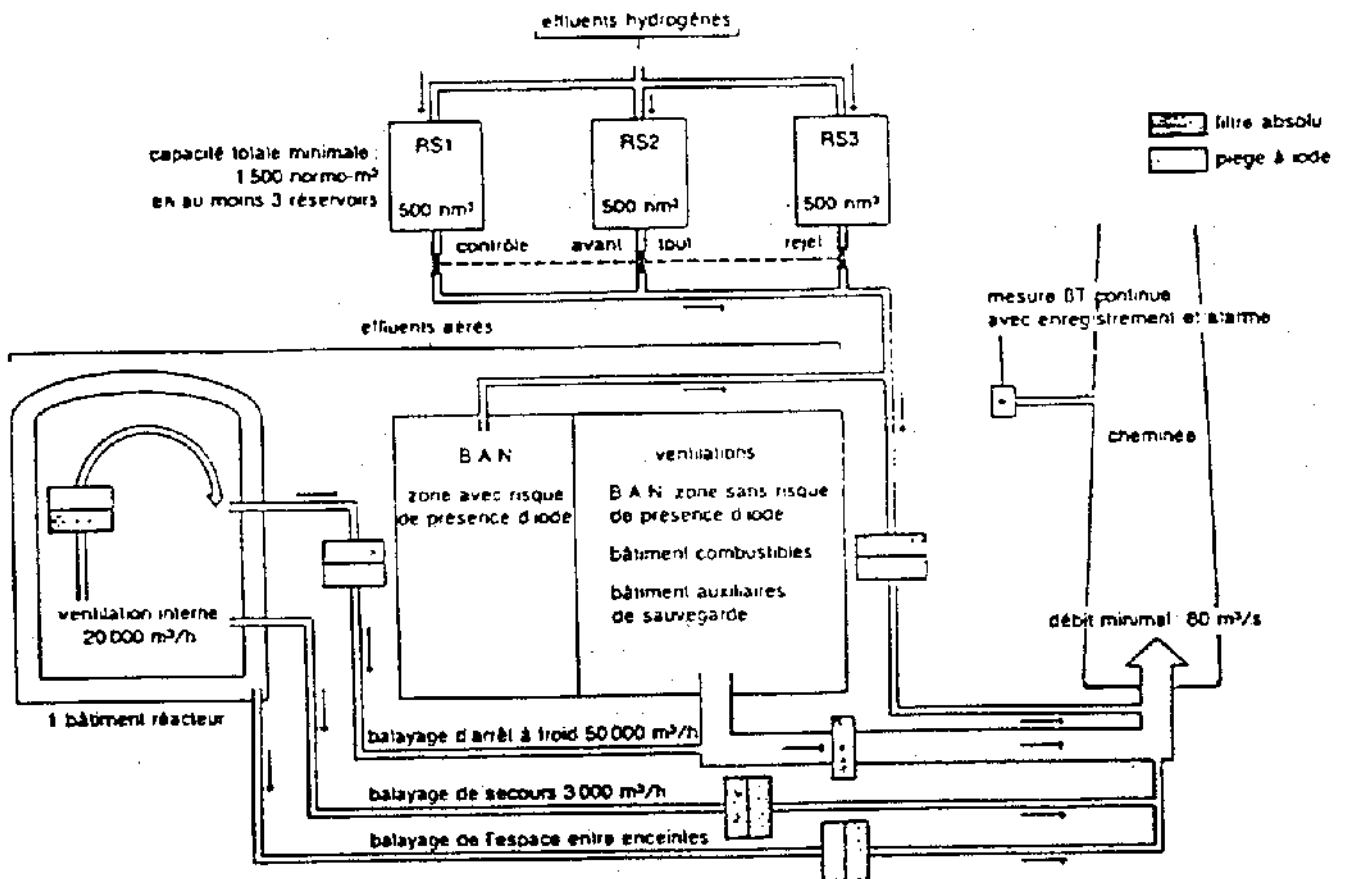 effluents hydrogénés
RS1
RS2
RS3
500 nm³
500 nm³
500 nm³
capacité totale minimale :
1 500 normo-m³
en au moins 3 réservoirs
filtre absolu
piège à iode
contrôle avant tout rejet
effluents aérés
mesure βT continue
avec enregistrement et alarme
cheminée
débit minimal : 80 m³/s
ventilation interne
20 000 m³/h
1 bâtiment réacteur
B A N
zone avec risque
de présence d'iode
ventilations
B A N zone sans risque
de présence d'iode
bâtiment combustibles
bâtiment auxiliaires
de sauvegarde
balayage d'arrêt à froid 50 000 m³/h
balayage de secours 3 000 m³/h
balayage de l'espace entre enceintes